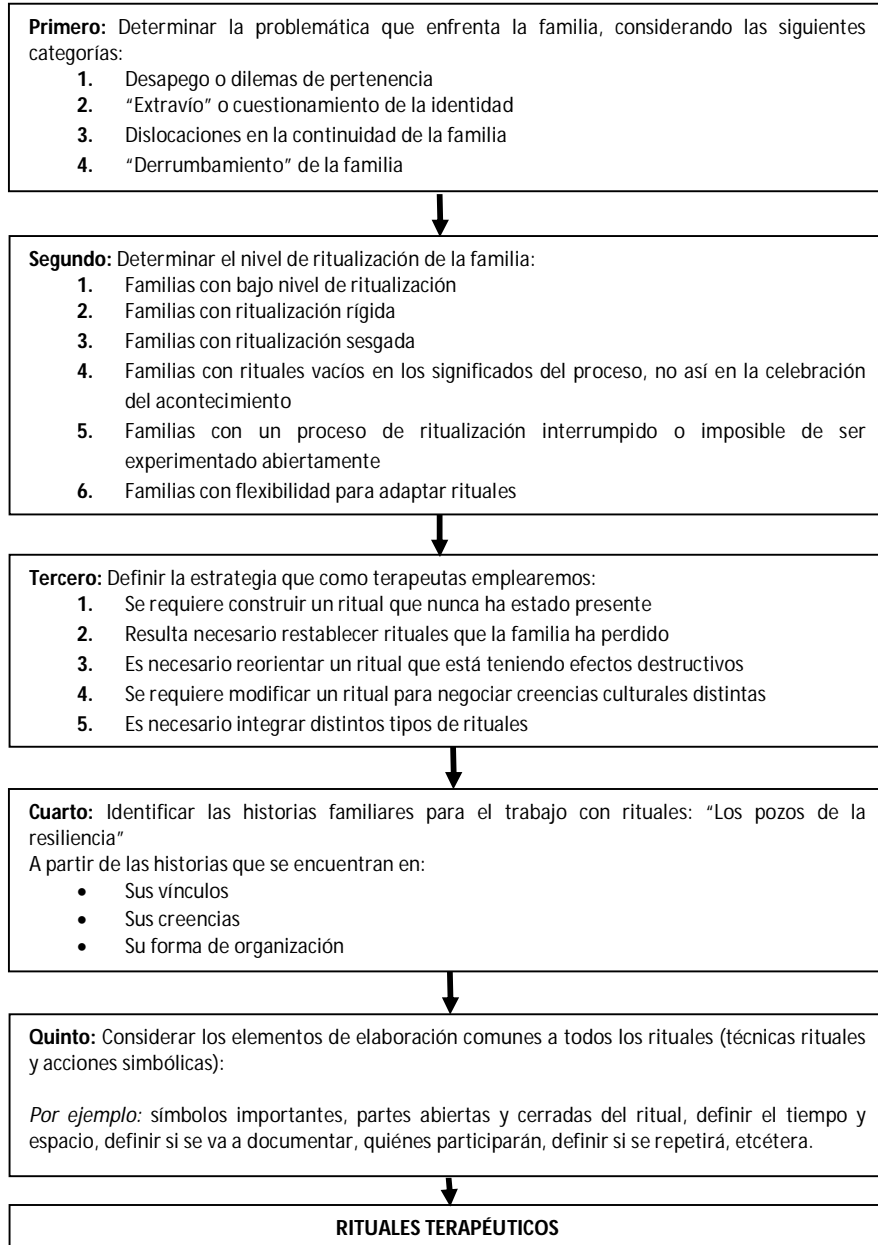 Primero: Determinar la problemática que enfrenta la familia, considerando las siguientes
categorías:
1. Desapego o dilemas de pertenencia
2. “Extravío” o cuestionamiento de la identidad
3. Dislocaciones en la continuidad de la familia
4. “Derrumbamiento” de la familia
Segundo: Determinar el nivel de ritualización de la familia:
1. Familias con bajo nivel de ritualización
2. Familias con ritualización rígida
3. Familias con ritualización sesgada
4. Familias con rituales vacíos en los significados del proceso, no así en la celebración
del acontecimiento
5. Familias con un proceso de ritualización interrumpido o imposible de ser
experimentado abiertamente
6. Familias con flexibilidad para adaptar rituales
Tercero: Definir la estrategia que como terapeutas emplearemos:
1. Se requiere construir un ritual que nunca ha estado presente
2. Resulta necesario restablecer rituales que la familia ha perdido
3. Es necesario reorientar un ritual que está teniendo efectos destructivos
4. Se requiere modificar un ritual para negociar creencias culturales distintas
5. Es necesario integrar distintos tipos de rituales
Cuarto: Identificar las historias familiares para el trabajo con rituales: “Los pozos de la
resiliencia”
A partir de las historias que se encuentran en:
• Sus vínculos
• Sus creencias
• Su forma de organización
Quinto: Considerar los elementos de elaboración comunes a todos los rituales (técnicas rituales
y acciones simbólicas):
Por ejemplo: símbolos importantes, partes abiertas y cerradas del ritual, definir el tiempo y
espacio, definir si se va a documentar, quiénes participarán, definir si se repetirá, etcétera.
RITUALES TERAPÉUTICOS